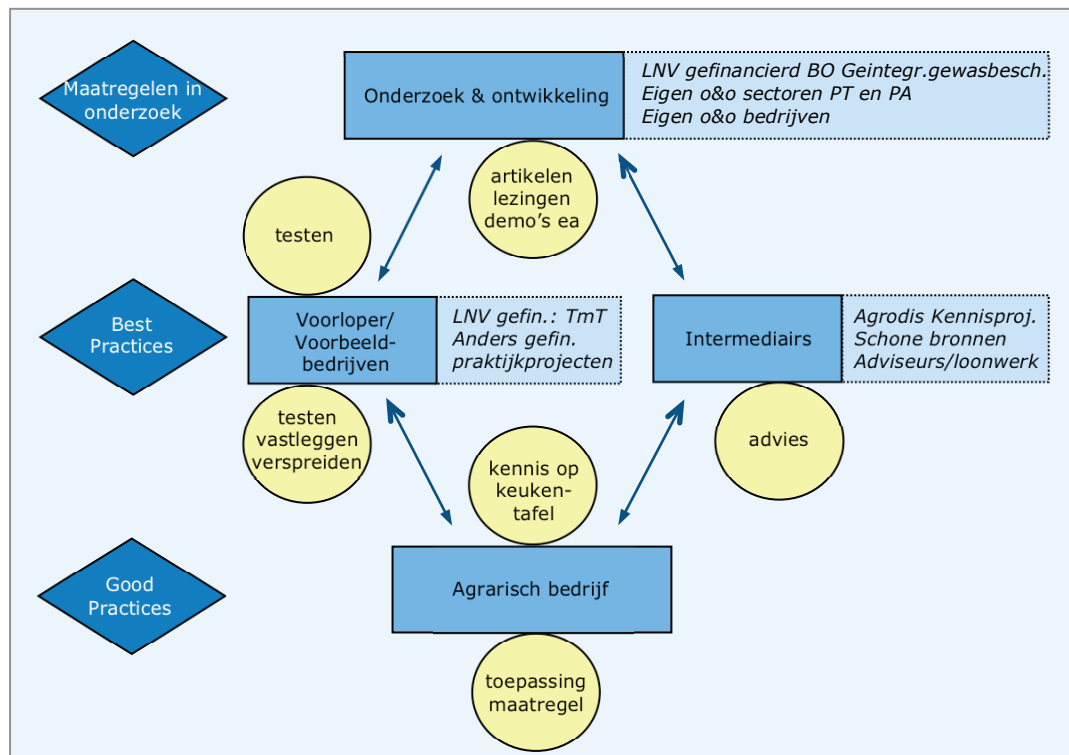 Maatregelen in
onderzoek
Onderzoek & ontwikkeling
LNV gefinancierd BO Geintegr.gewasbesch.
Eigen o&o sectoren PT en PA
Eigen o&o bedrijven
artikelen
lezingen
demo's ea
testen
Best
Practices
Voorloper/
Voorbeeld-
bedrijven
LNV gefin.: TmT
Anders gefin.
praktijkprojecten
Intermediairs
Agrodis Kennisproj.
Schone bronnen
Adviseurs/loonwerk
testen
vastleggen
verspreiden
kennis op
keuken-
tafel
advies
Good
Practices
Agrarisch bedrijf
toepassing
maatregel